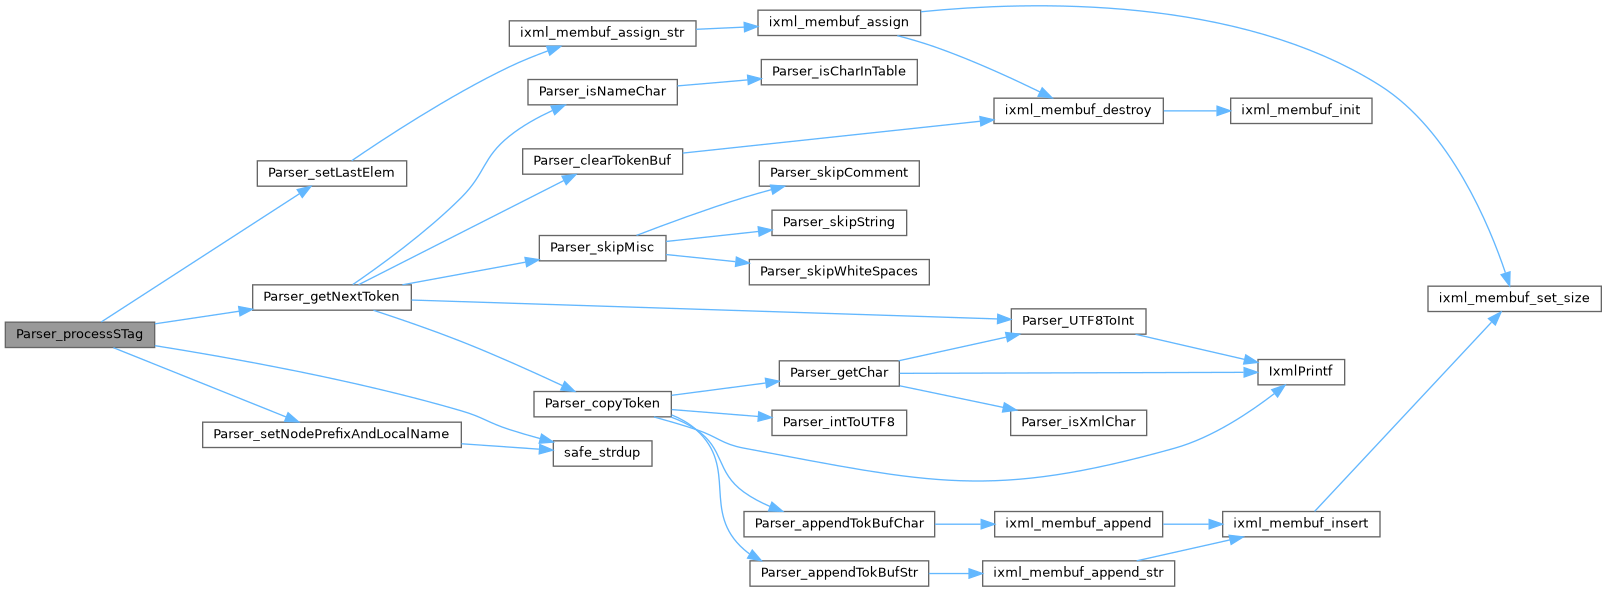 Parser_processSTag
Parser_setLastElem
Parser_getNextToken
Parser_setNodePrefixAndLocalName
ixml_membuf_assign_str
Parser_isNameChar
Parser_clearTokenBuf
Parser_skipMisc
Parser_copyToken
safe_strdup
ixml_membuf_assign
Parser_isCharInTable
Parser_skipComment
Parser_skipString
Parser_skipWhiteSpaces
Parser_getChar
Parser_intToUTF8
Parser_appendTokBufChar
Parser_appendTokBufStr
ixml_membuf_destroy
Parser_UTF8ToInt
Parser_isXmlChar
ixml_membuf_append
ixml_membuf_append_str
ixml_membuf_init
IxmlPrintf
ixml_membuf_insert
ixml_membuf_set_size